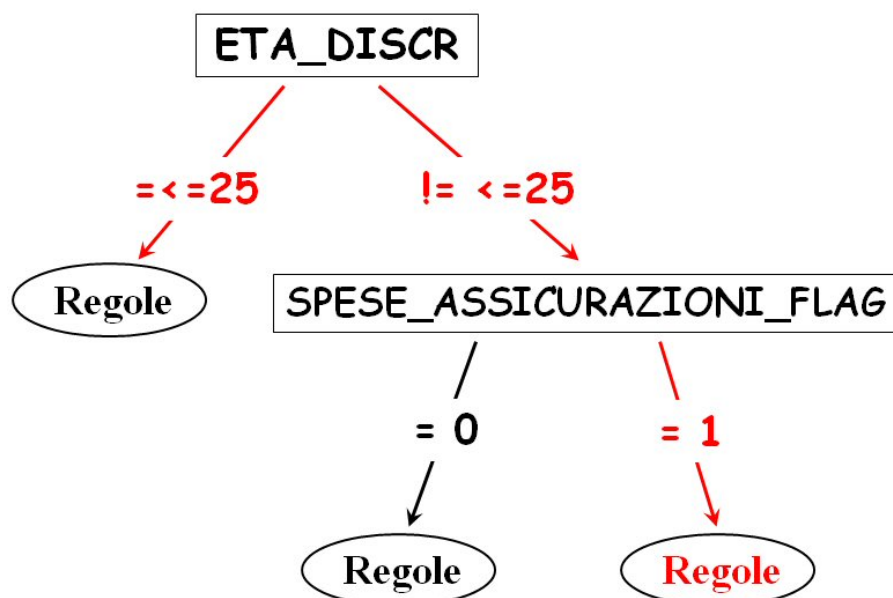 ETA_DISCR
=<=25
!= <=25
Regole
SPESE_ASSICURAZIONI_FLAG
= 0
= 1
Regole
Regole